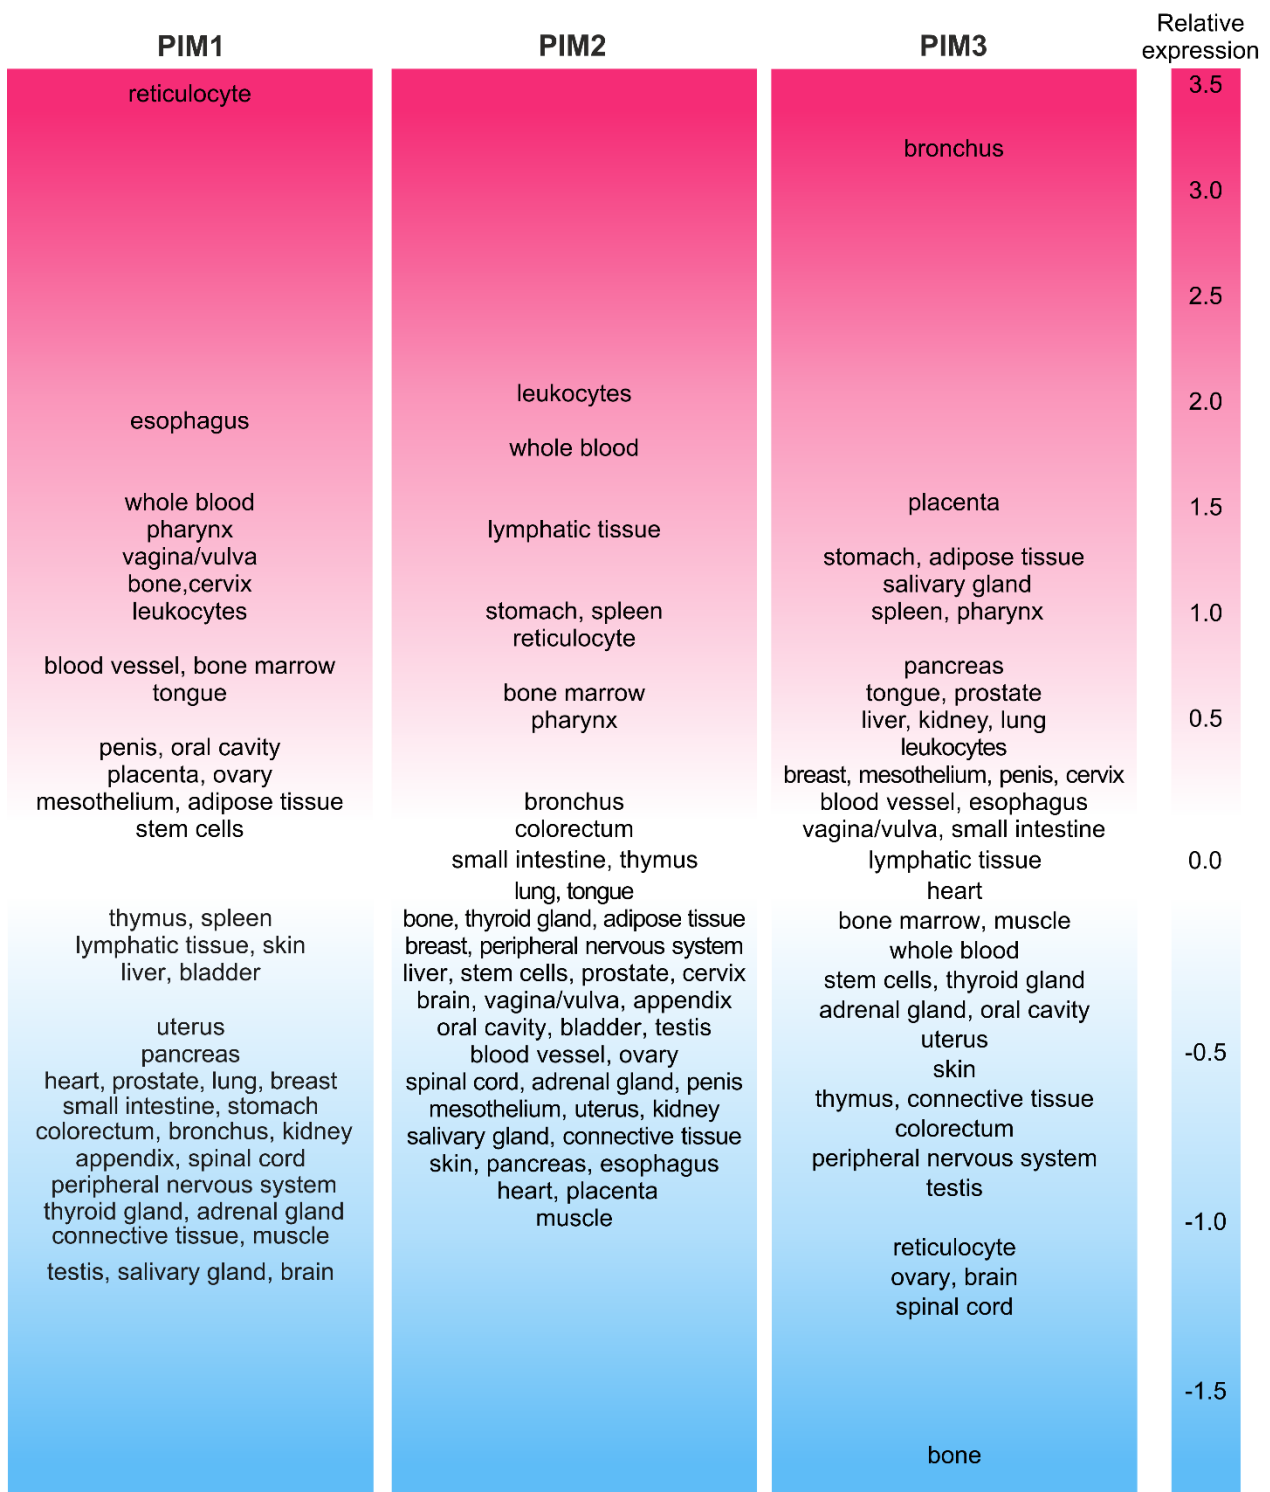 PIM1
reticulocyte
esophagus
whole blood
pharynx
vagina/vulva
bone,cervix
leukocytes
blood vessel, bone marrow
tongue
penis, oral cavity
placenta, ovary
mesothelium, adipose tissue
stem cells
thymus, spleen
lymphatic tissue, skin
liver, bladder
uterus
pancreas
heart, prostate, lung, breast
small intestine, stomach
colorectum, bronchus, kidney
appendix, spinal cord
peripheral nervous system
thyroid gland, adrenal gland
connective tissue, muscle
testis, salivary gland, brain
PIM2
leukocytes
whole blood
lymphatic tissue
stomach, spleen
reticulocyte
bone marrow
pharynx
bronchus
colorectum
small intestine, thymus
lung, tongue
bone, thyroid gland, adipose tissue
breast, peripheral nervous system
liver, stem cells, prostate, cervix
brain, vagina/vulva, appendix
oral cavity, bladder, testis
blood vessel, ovary
spinal cord, adrenal gland, penis
mesothelium, uterus, kidney
salivary gland, connective tissue
skin, pancreas, esophagus
heart, placenta
muscle
PIM3
bronchus
placenta
stomach, adipose tissue
salivary gland
spleen, pharynx
pancreas
tongue, prostate
liver, kidney, lung
leukocytes
breast, mesothelium, penis, cervix
blood vessel, esophagus
vagina/vulva, small intestine
lymphatic tissue
heart
bone marrow, muscle
whole blood
stem cells, thyroid gland
adrenal gland, oral cavity
uterus
skin
thymus, connective tissue
colorectum
peripheral nervous system
testis
reticulocyte
ovary, brain
spinal cord
bone
Relative
expression
3.5
3.0
2.5
2.0
1.5
1.0
0.5
0.0
-0.5
-1.0
-1.5